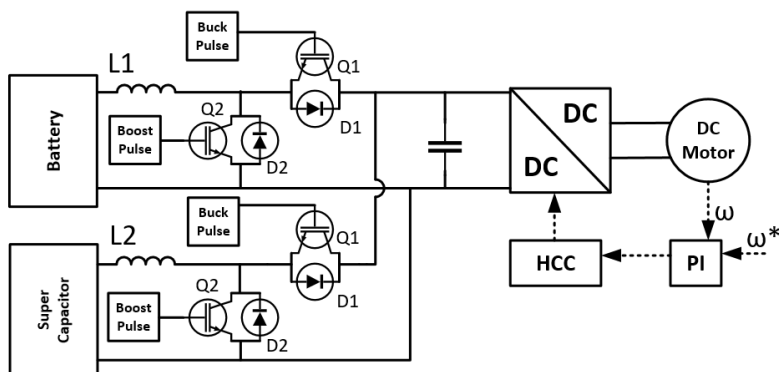 Buck
Pulse
Q1
L1
D1
Q2
Boost
Pulse
D2
Battery
DC
DC
DC
Motor
ω
ω*
HCC
PI
Buck
Pulse
Q1
L2
D1
Q2
Boost
Pulse
D2
Super
Capacitor